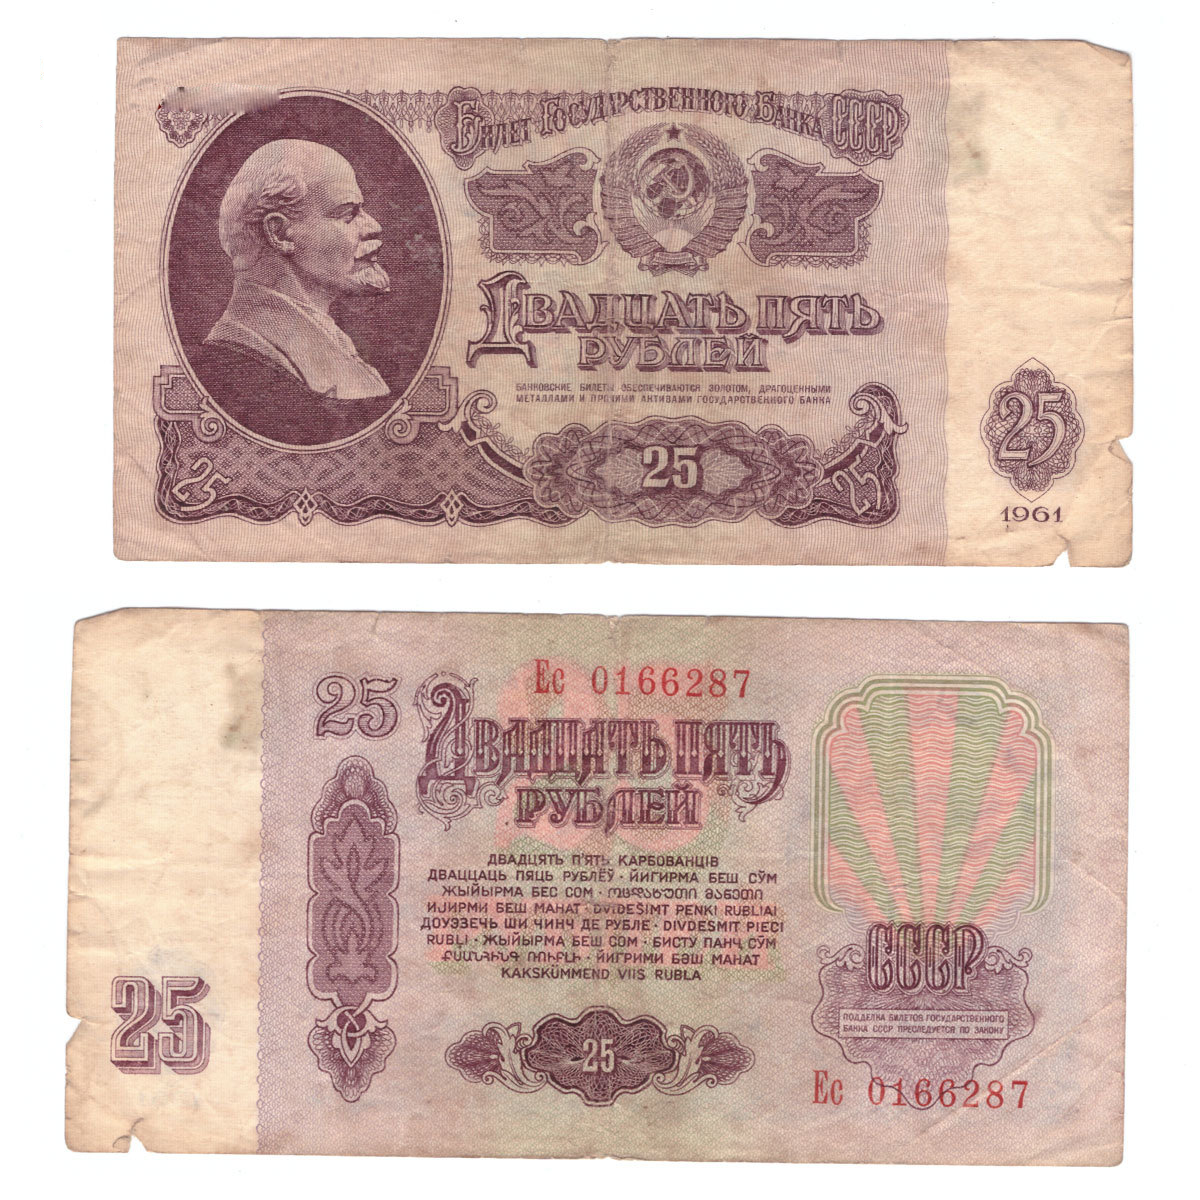 Билет Государственного Банка СССР
Двадцать пять
рублей
БАНКОВСКИЕ БИЛЕТЫ ОБЕСПЕЧИВАЮТСЯ ЗОЛОТОМ, ДРАГОЦЕННЫМИ
МЕТАЛЛАМИ И ПРОЧИМИ АКТИВАМИ ГОСУДАРСТВЕННОГО БАНКА
25
25
25
25
1961
Ес 0166287
25
Двадцать пять
рублей
ДВАДЦЯТЬ П'ЯТЬ КАРБОВАНЦІВ
ДВАЦЦАЦЬ ПЯЦЬ РУБЛЁЎ · ЙИГИРМА БЕШ СЎМ
ЖЫЙЫРМА БЕС СОМ · ოცდახუთი მანეთი
ИЈИРМИ БЕШ МАНАТ · DVIDEŠIMT PENKI RUBLIAI
ДОУЭЗЕЧЬ ШИ ЧИНЧ ДЕ РУБЛЕ · DIVDESMIT PIECI
RUBĻI · ЖЫЙЫРМА БЕШ СОМ · БИСТУ ПАНҶ СЎМ
ՔՍԱՆՀԻՆԳ ՌՈՒԲԼԻ · ЙИГРИМИ БӘШ МАНАТ
KAKSKÜMMEND VIIS RUBLA
СССР
ПОДДЕЛКА БИЛЕТОВ ГОСУДАРСТВЕННОГО
БАНКА СССР ПРЕСЛЕДУЕТСЯ ПО ЗАКОНУ
25
25
Ес 0166287